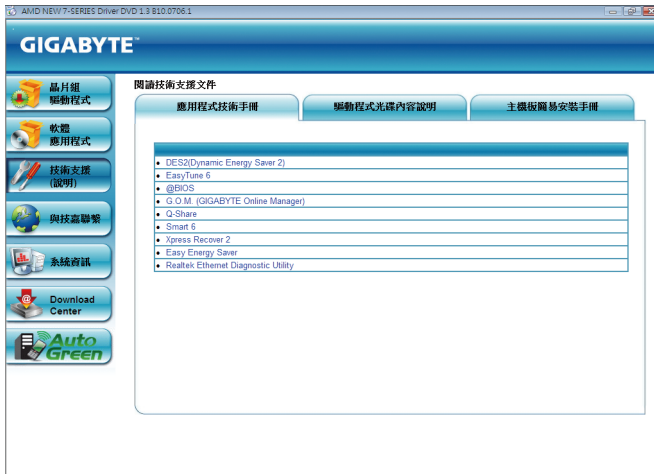 AMD NEW 7-SERIES Driver DVD 1.3 B10.0706.1
GIGABYTE™
晶片組
驅動程式
軟體
應用程式
技術支援
(說明)
與技嘉聯繫
系統資訊
Download
Center
Auto
Green
閱讀技術支援文件
應用程式技術手冊
驅動程式光碟內容說明
主機板簡易安裝手冊
• DES2(Dynamic Energy Saver 2)
• EasyTune 6
• @BIOS
• G.O.M. (GIGABYTE Online Manager)
• Q-Share
• Smart 6
• Xpress Recover 2
• Easy Energy Saver
• Realtek Ethernet Diagnostic Utility